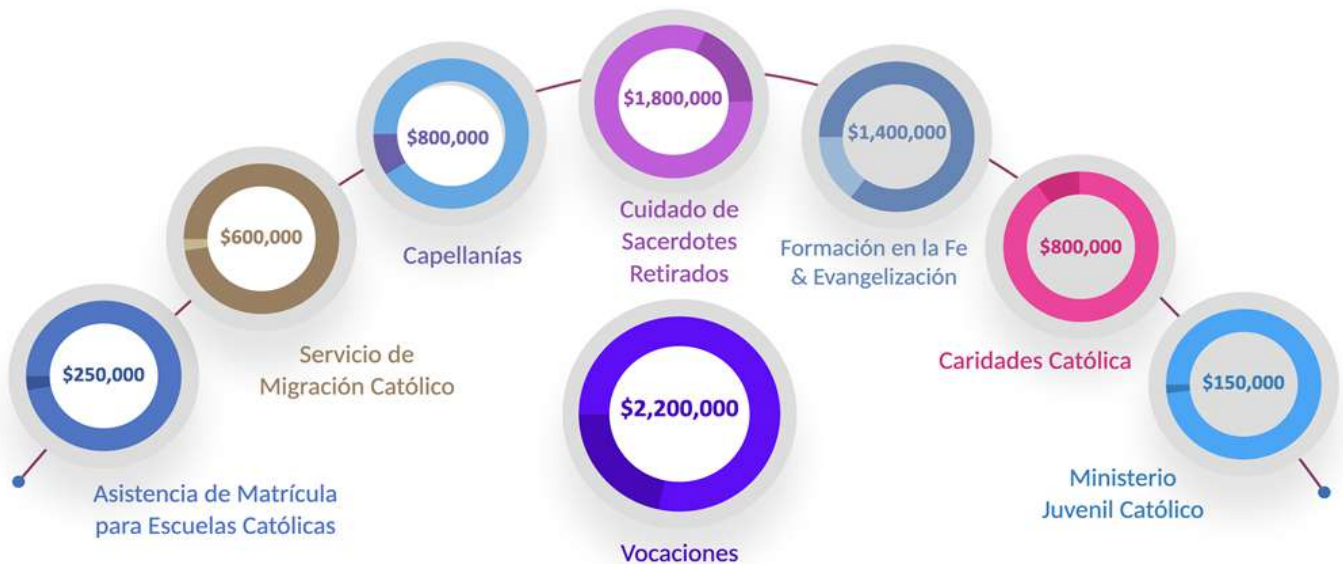 $250,000
Asistencia de Matrícula
para Escuelas Católicas
$600,000
Servicio de
Migración Católico
$800,000
Capellanías
$1,800,000
Cuidado de
Sacerdotes
Retirados
$2,200,000
Vocaciones
$1,400,000
Formación en la Fe
& Evangelización
$800,000
Caridades Católica
$150,000
Ministerio
Juvenil Católico